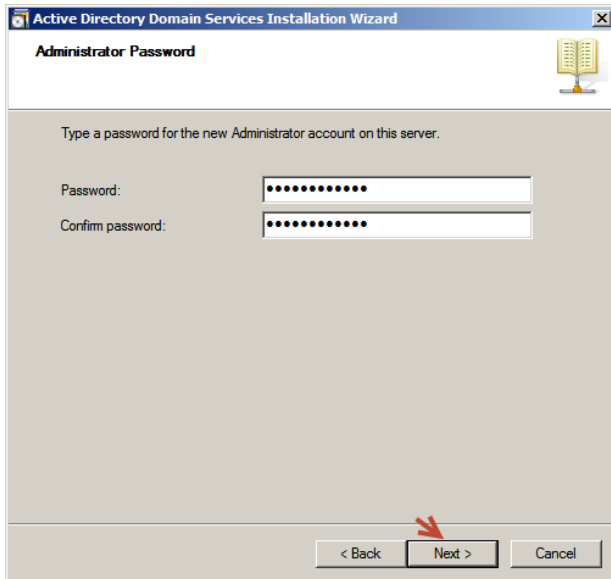 Active Directory Domain Services Installation Wizard
Administrator Password
Type a password for the new Administrator account on this server.
Password:
••••••••••••
Confirm password:
••••••••••••
< Back
Next >
Cancel